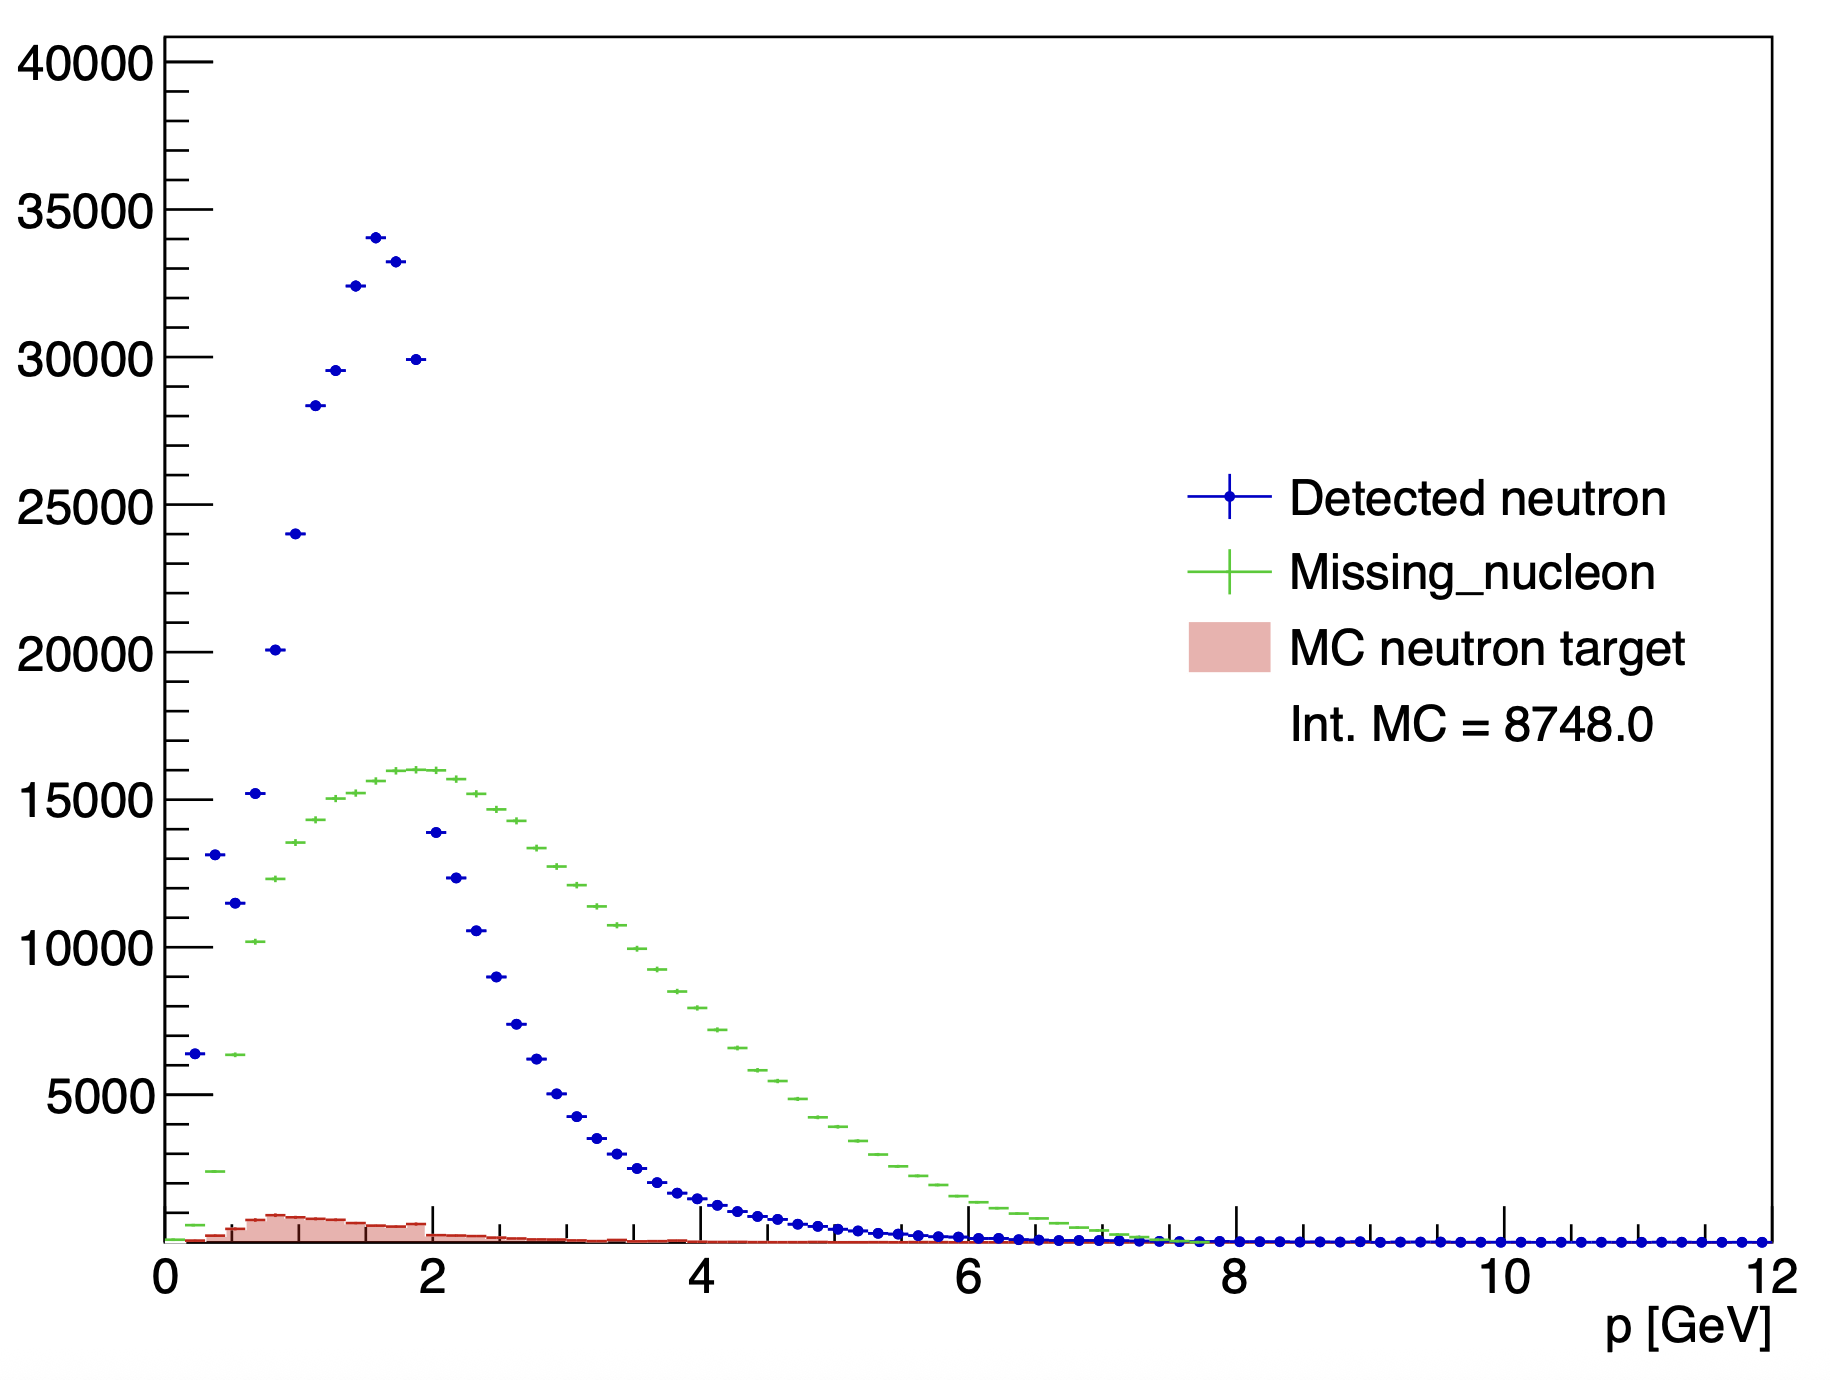 40000
35000
30000
25000
20000
15000
10000
5000
Detected neutron
Missing_nucleon
MC neutron target
Int. MC = 8748.0
0 2 4 6 8 10 12
p [GeV]